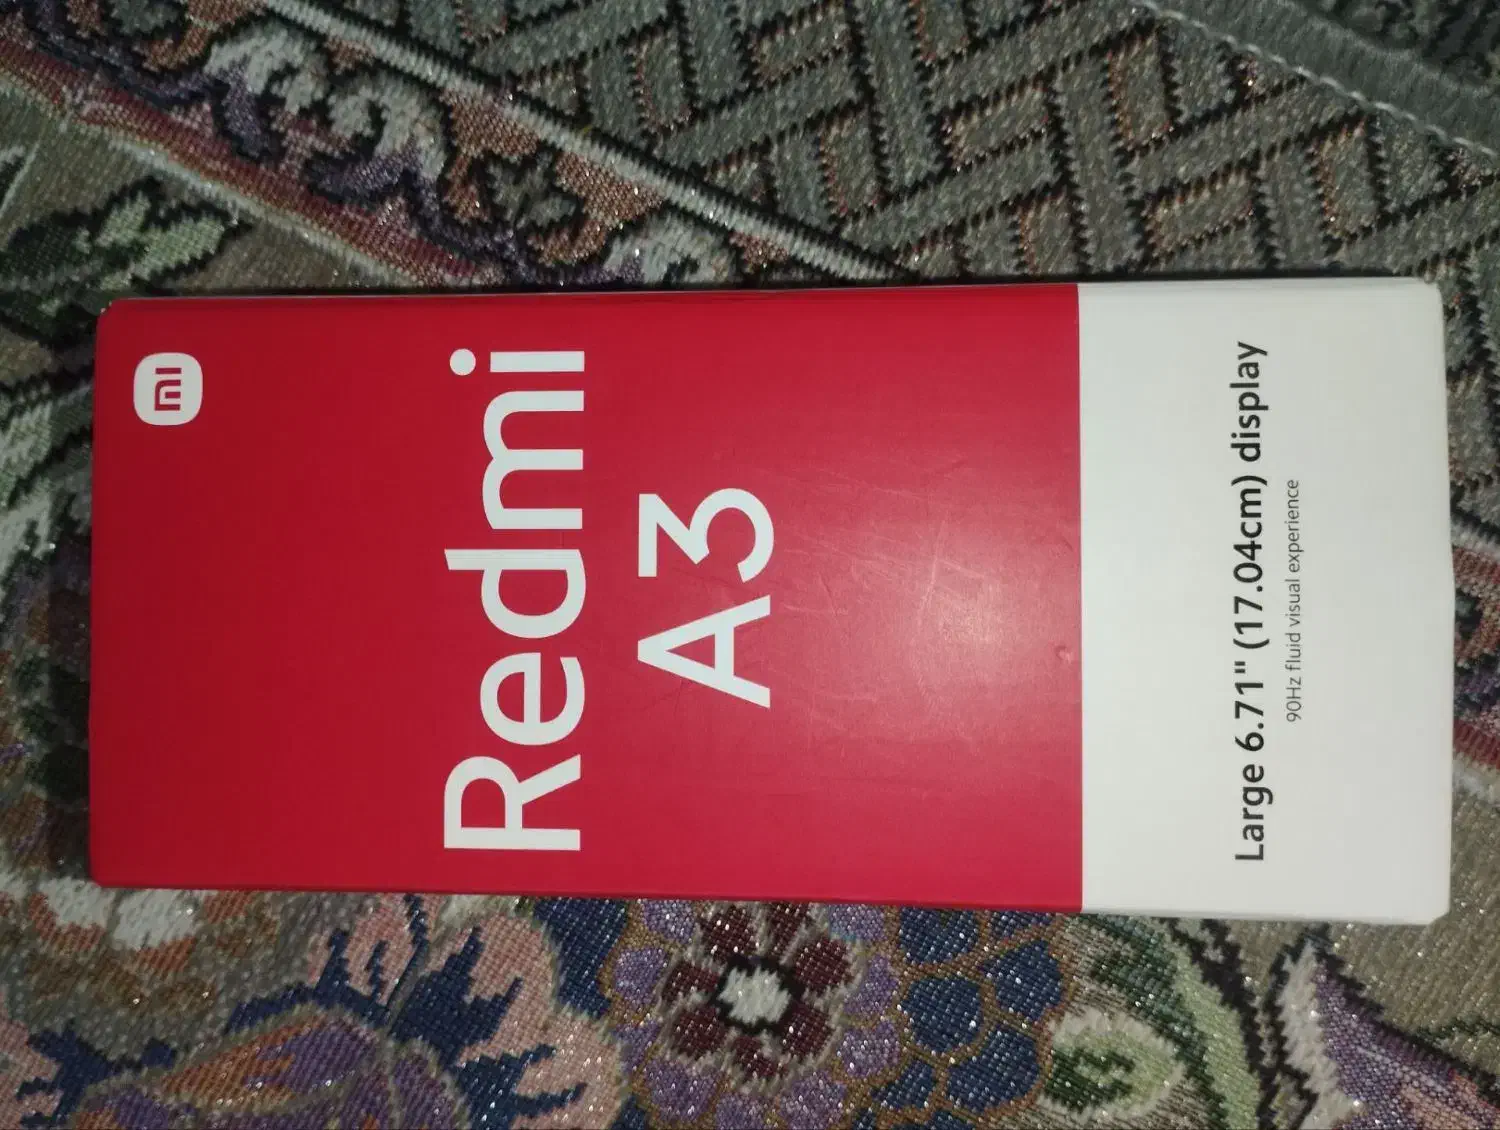 mi
Redmi
A3
Large 6.71" (17.04cm) display
90Hz fluid visual experience